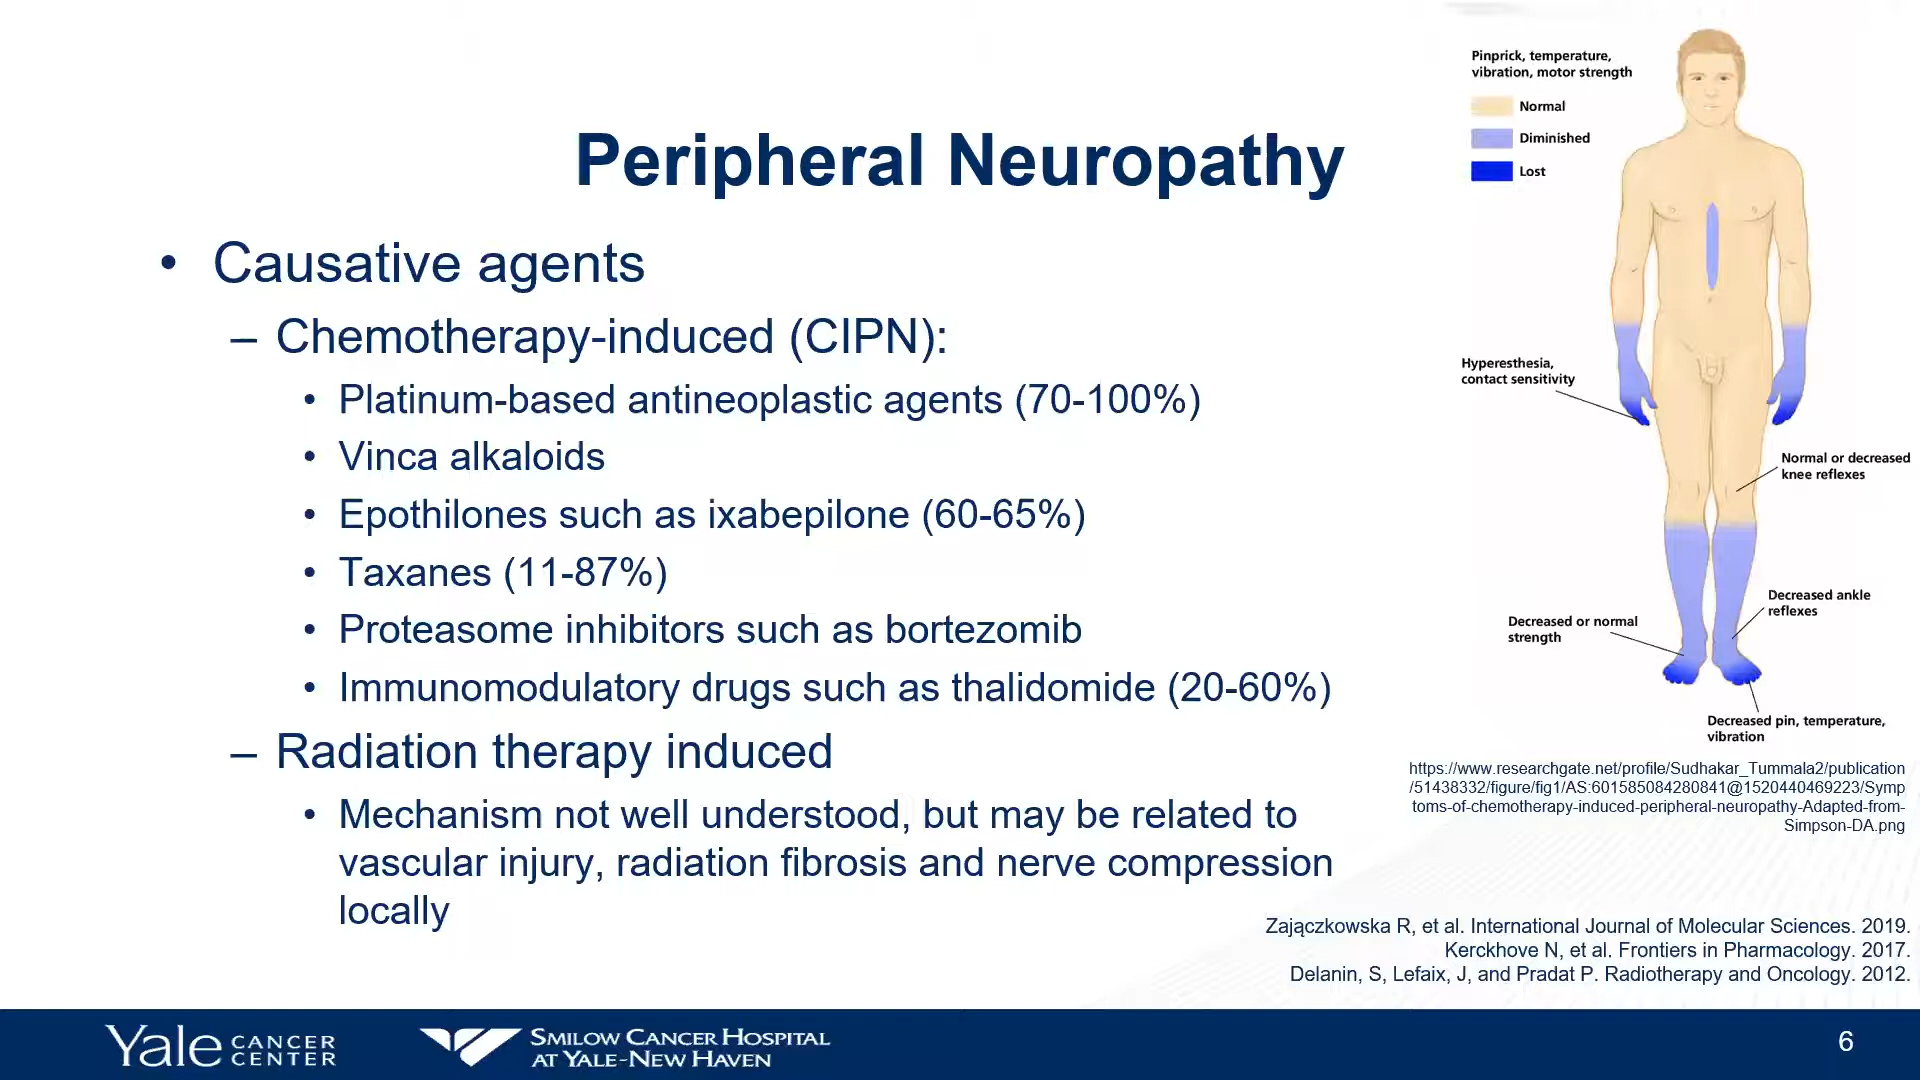 Peripheral Neuropathy
• Causative agents
– Chemotherapy-induced (CIPN):
• Platinum-based antineoplastic agents (70-100%)
• Vinca alkaloids
• Epothilones such as ixabepilone (60-65%)
• Taxanes (11-87%)
• Proteasome inhibitors such as bortezomib
• Immunomodulatory drugs such as thalidomide (20-60%)
– Radiation therapy induced
• Mechanism not well understood, but may be related to
vascular injury, radiation fibrosis and nerve compression
locally
Pinprick, temperature,
vibration, motor strength
Normal
Diminished
Lost
Hyperesthesia,
contact sensitivity
Normal or decreased
knee reflexes
Decreased ankle
reflexes
Decreased or normal
strength
Decreased pin, temperature,
vibration
https://www.researchgate.net/profile/Sudhakar_Tummala2/publication
/51438332/figure/fig1/AS:601585084280841@1520440469223/Symp
toms-of-chemotherapy-induced-peripheral-neuropathy-Adapted-from-
Simpson-DA.png
Zajączkowska R, et al. International Journal of Molecular Sciences. 2019.
Kerckhove N, et al. Frontiers in Pharmacology. 2017.
Delanin, S, Lefaix, J, and Pradat P. Radiotherapy and Oncology. 2012.
Yale CANCER
CENTER
SMILOW CANCER HOSPITAL
AT YALE-NEW HAVEN
6